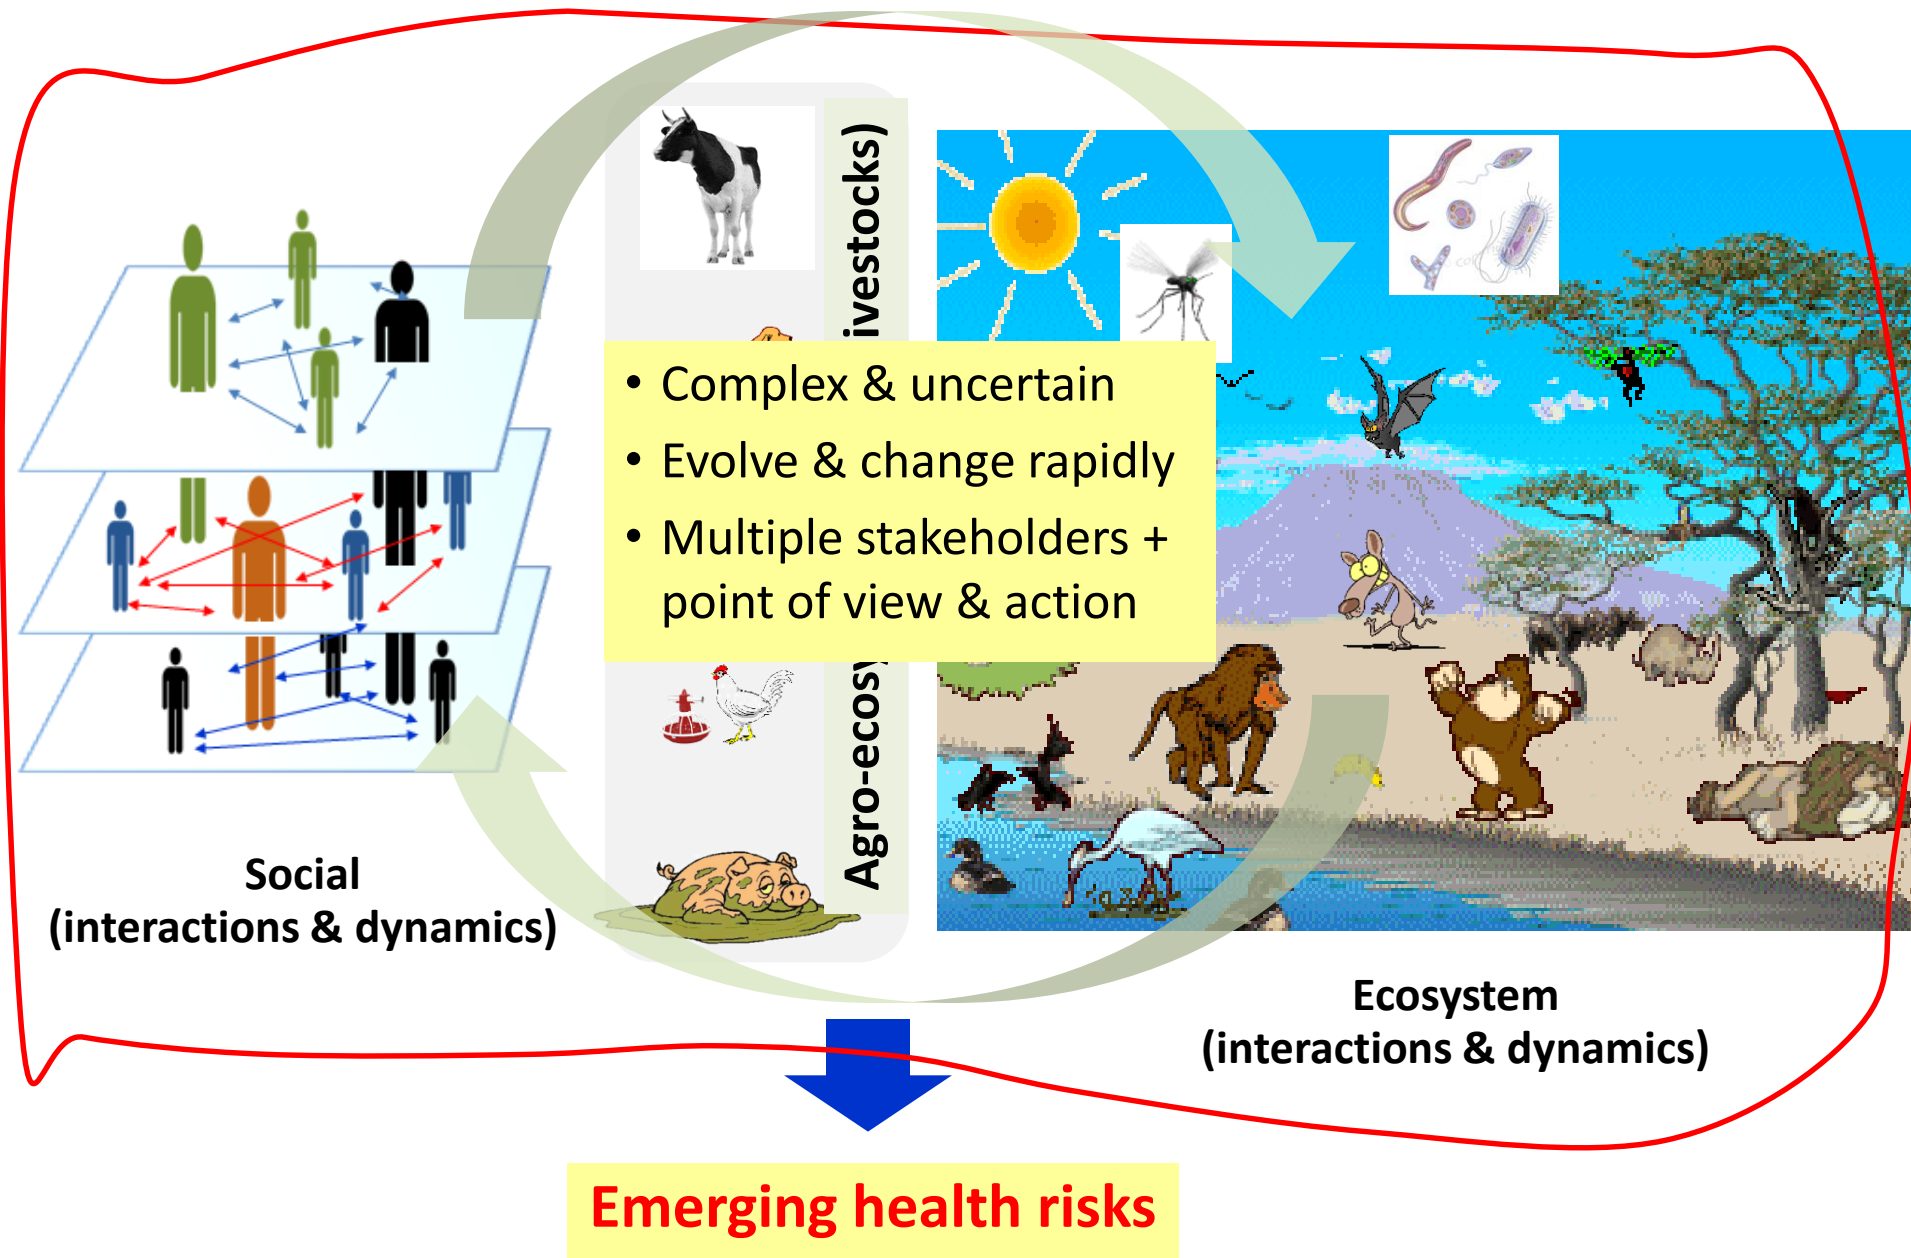 • Complex & uncertain
• Evolve & change rapidly
• Multiple stakeholders +
point of view & action
Agro-ecosy
ivestocks)
Social
(interactions & dynamics)
Ecosystem
(interactions & dynamics)
Emerging health risks